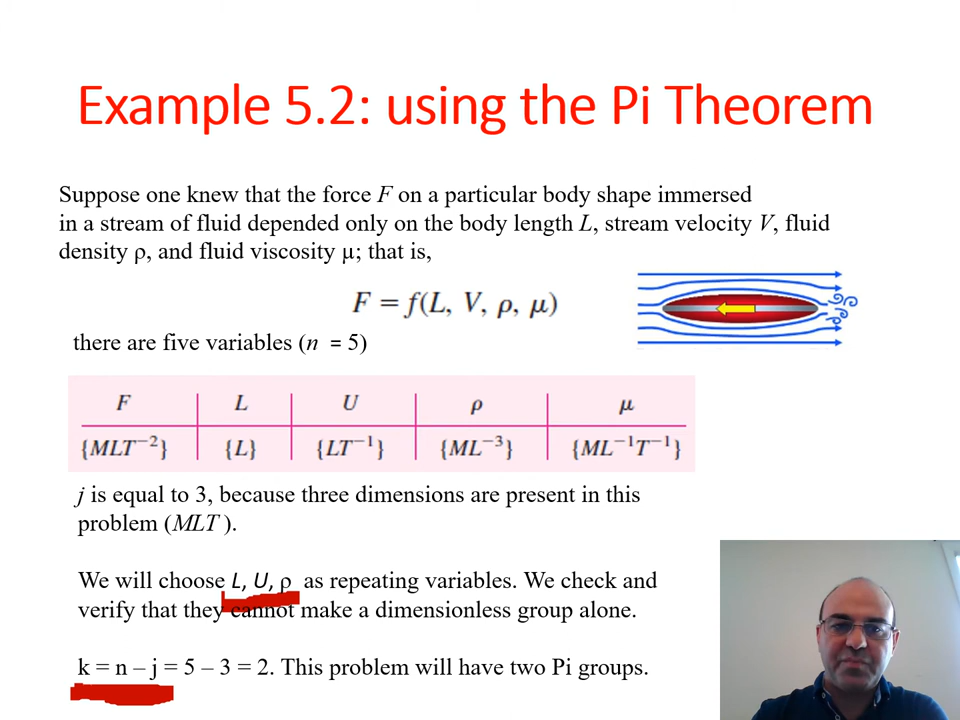 Example 5.2: using the Pi Theorem
Suppose one knew that the force F on a particular body shape immersed
in a stream of fluid depended only on the body length L, stream velocity V, fluid
density ρ, and fluid viscosity µ; that is,
F = f(L, V, ρ, μ)
there are five variables (n = 5)
F L U ρ μ
{MLT⁻²} {L} {LT⁻¹} {ML⁻³} {ML⁻¹T⁻¹}
j is equal to 3, because three dimensions are present in this
problem (MLT ).
We will choose L, U, ρ as repeating variables. We check and
verify that they cannot make a dimensionless group alone.
k = n – j = 5 – 3 = 2. This problem will have two Pi groups.